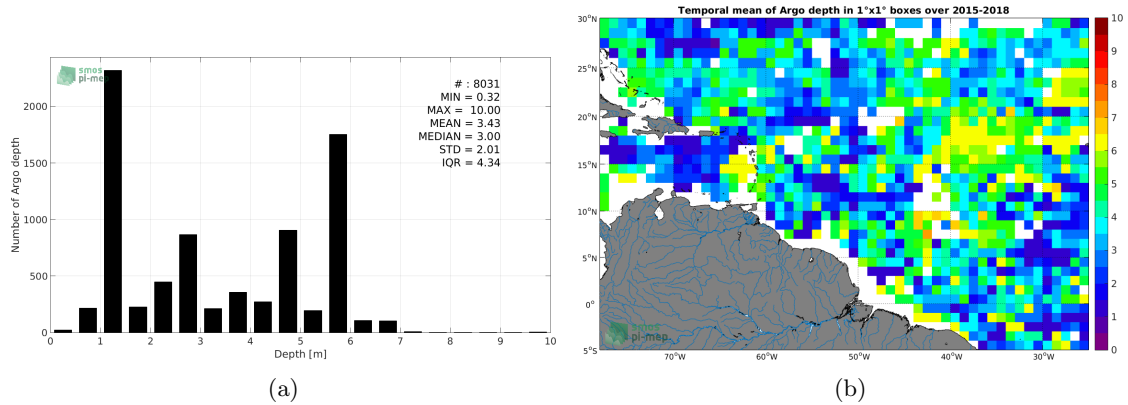 smos
pi-mep
# : 8031
MIN = 0.32
MAX = 10.00
MEAN = 3.43
MEDIAN = 3.00
STD = 2.01
IQR = 4.34
Number of Argo depth
2000
1500
1000
500
0
0 1 2 3 4 5 6 7 8 9 10
Depth [m]
(a)
Temporal mean of Argo depth in 1°x1° boxes over 2015-2018
30°N
25°N
20°N
15°N
10°N
5°N
0°
5°S
70°W 60°W 50°W 40°W 30°W
smos
pi-mep
10
9
8
7
6
5
4
3
2
1
0
(b)